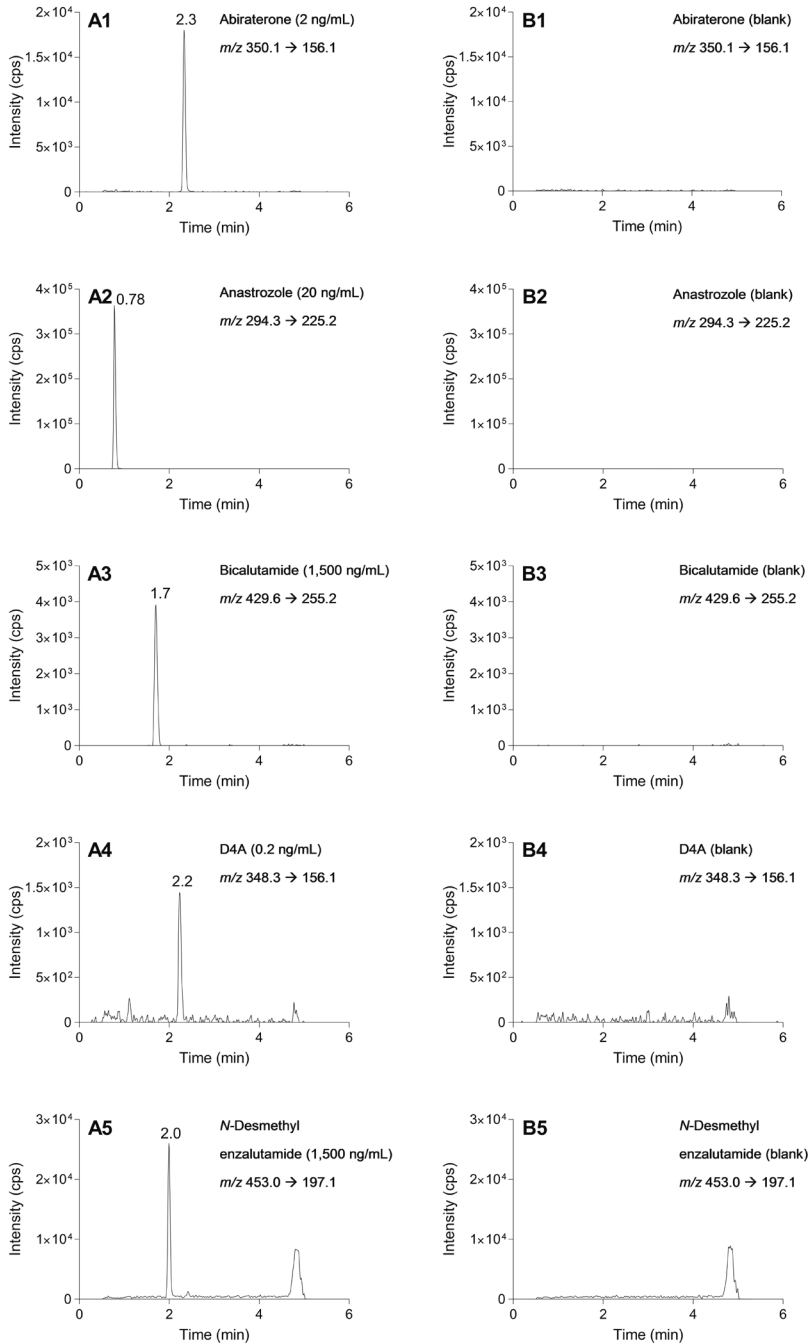 A1
2.3
Abiraterone (2 ng/mL)
m/z 350.1 → 156.1
Intensity (cps)
2×10⁴
1.5×10⁴
1×10⁴
5×10³
0
0 2 4 6
Time (min)
B1
Abiraterone (blank)
m/z 350.1 → 156.1
Intensity (cps)
2×10⁴
1.5×10⁴
1×10⁴
5×10³
0
0 2 4 6
Time (min)
A2
0.78
Anastrozole (20 ng/mL)
m/z 294.3 → 225.2
Intensity (cps)
4×10⁵
3×10⁵
2×10⁵
1×10⁵
0
0 2 4 6
Time (min)
B2
Anastrozole (blank)
m/z 294.3 → 225.2
Intensity (cps)
4×10⁵
3×10⁵
2×10⁵
1×10⁵
0
0 2 4 6
Time (min)
A3
1.7
Bicalutamide (1,500 ng/mL)
m/z 429.6 → 255.2
Intensity (cps)
5×10³
4×10³
3×10³
2×10³
1×10³
0
0 2 4 6
Time (min)
B3
Bicalutamide (blank)
m/z 429.6 → 255.2
Intensity (cps)
5×10³
4×10³
3×10³
2×10³
1×10³
0
0 2 4 6
Time (min)
A4
2.2
D4A (0.2 ng/mL)
m/z 348.3 → 156.1
Intensity (cps)
2×10³
1.5×10³
1×10³
5×10²
0
0 2 4 6
Time (min)
B4
D4A (blank)
m/z 348.3 → 156.1
Intensity (cps)
2×10³
1.5×10³
1×10³
5×10²
0
0 2 4 6
Time (min)
A5
2.0
N-Desmethyl
enzalutamide (1,500 ng/mL)
m/z 453.0 → 197.1
Intensity (cps)
3×10⁴
2×10⁴
1×10⁴
0
0 2 4 6
Time (min)
B5
N-Desmethyl
enzalutamide (blank)
m/z 453.0 → 197.1
Intensity (cps)
3×10⁴
2×10⁴
1×10⁴
0
0 2 4 6
Time (min)